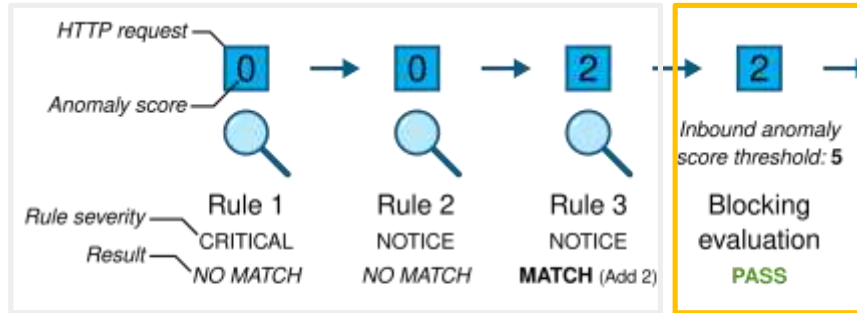 HTTP request
0
0
2
2
Anomaly score
Inbound anomaly
score threshold: 5
Rule 1
Rule 2
Rule 3
Blocking
Rule severity
CRITICAL
NOTICE
NOTICE
evaluation
Result
NO MATCH
NO MATCH
MATCH (Add 2)
PASS